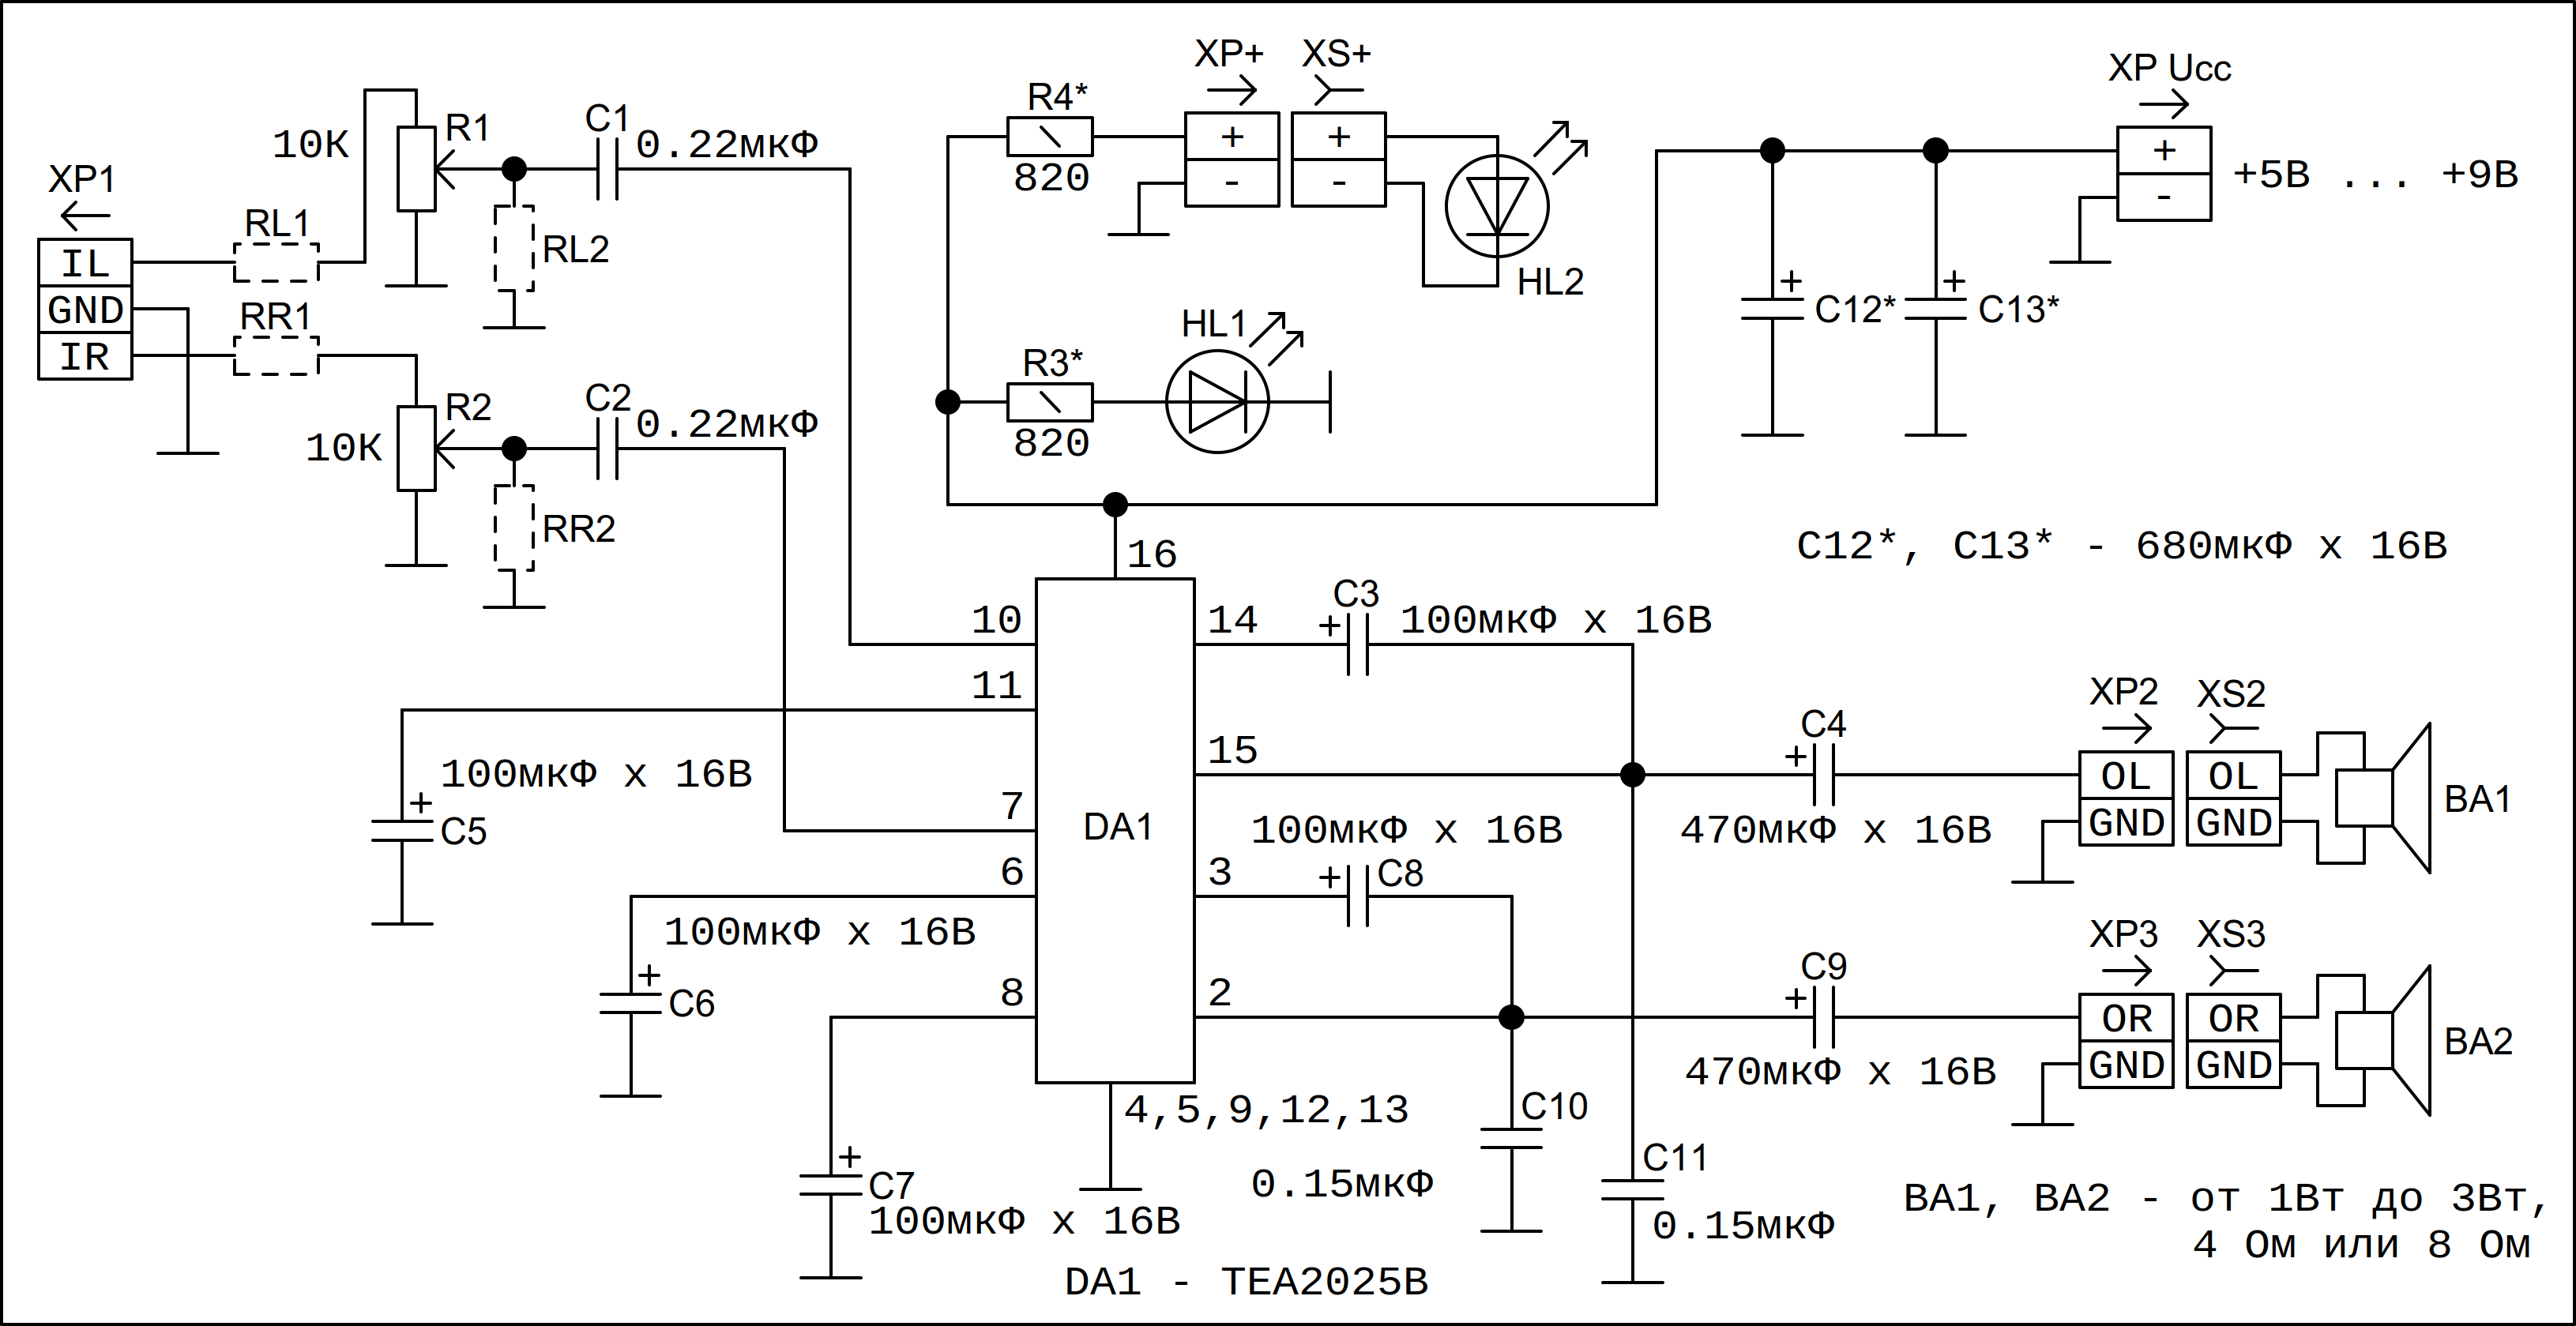 XP+ XS+
XP Ucc
R4*
C1
R1
10К
0.22мкФ
+ +
+
820
- -
-
+5В ... +9В
XP1
RL1
RL2
IL
HL2
GND
RR1
+ +
C12* C13*
IR
HL1
R3*
R2
C2
0.22мкФ
10К
820
RR2
C12*, C13* - 680мкФ x 16В
16
C3
10
14
+
100мкФ x 16В
11
XP2 XS2
15
C4
+
100мкФ x 16В
OL OL
BA1
+
C5
7
DA1
100мкФ x 16В
470мкФ x 16В
GND GND
6
3
+
C8
100мкФ x 16В
XP3 XS3
+
C6
8
2
C9
+
OR OR
BA2
470мкФ x 16В
GND GND
4,5,9,12,13
C10
+
C7
C11
0.15мкФ
100мкФ x 16В
0.15мкФ
BA1, BA2 - от 1Вт до 3Вт,
4 Ом или 8 Ом
DA1 - TEA2025B